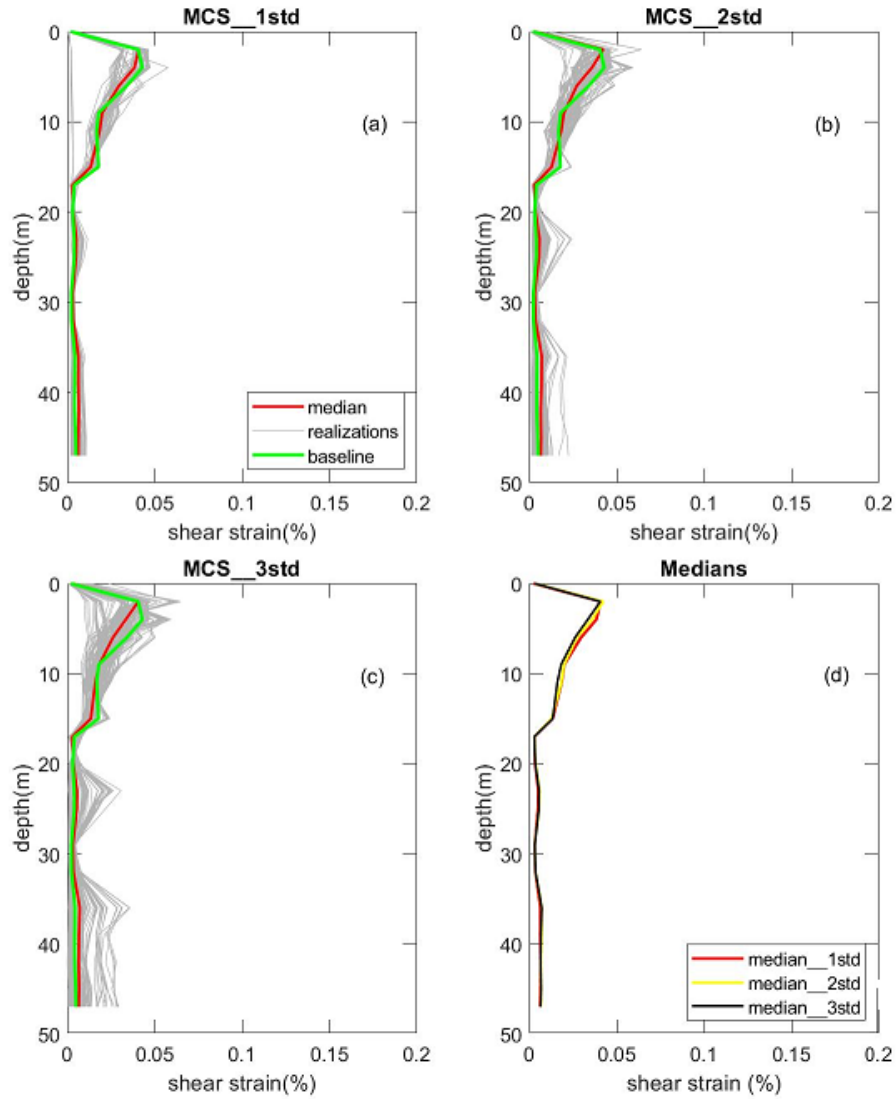 MCS__1std
0
10
20
30
40
50
depth(m)
(a)
median
realizations
baseline
0 0.05 0.1 0.15 0.2
shear strain(%)
MCS__2std
0
10
20
30
40
50
depth(m)
(b)
0 0.05 0.1 0.15 0.2
shear strain(%)
MCS__3std
0
10
20
30
40
50
depth(m)
(c)
0 0.05 0.1 0.15 0.2
shear strain(%)
Medians
0
10
20
30
40
50
depth(m)
(d)
median__1std
median__2std
median__3std
0 0.05 0.1 0.15 0.2
shear strain (%)